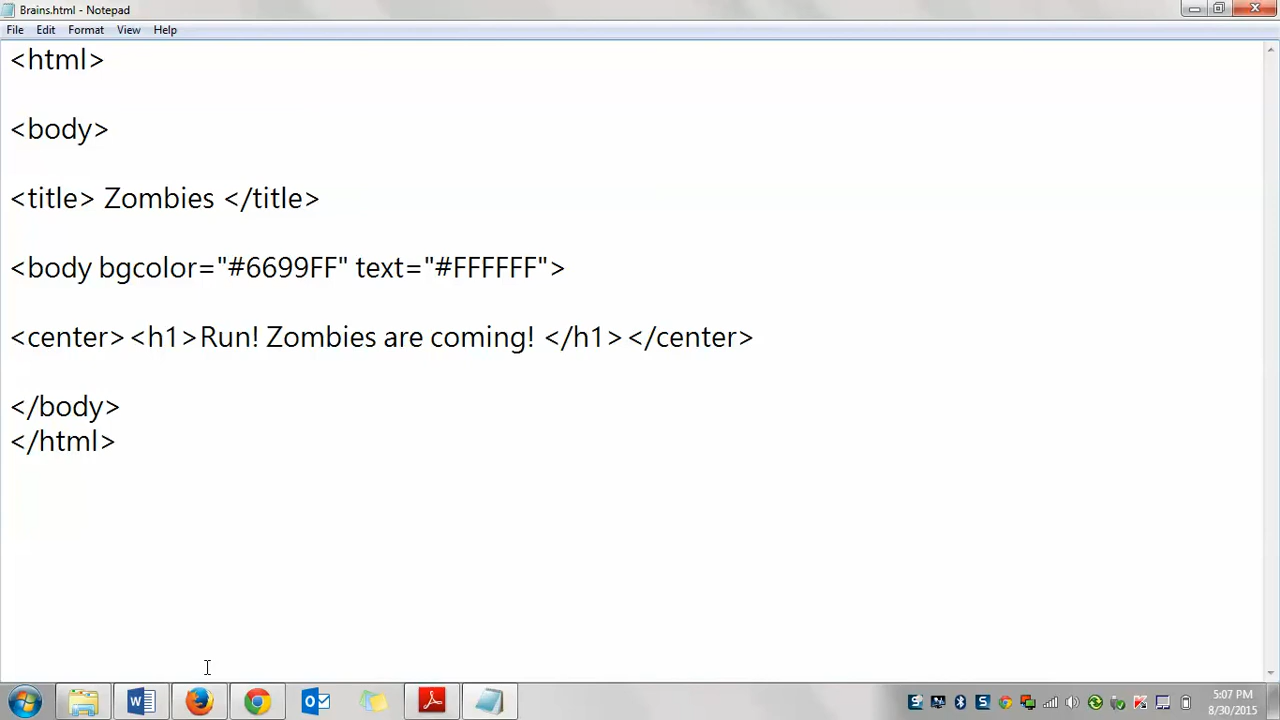 Brains.html - Notepad
File Edit Format View Help
<html>
<body>
<title> Zombies </title>
<body bgcolor="#6699FF" text="#FFFFFF">
<center><h1>Run! Zombies are coming! </h1></center>
</body>
</html>
5:07 PM
8/30/2015